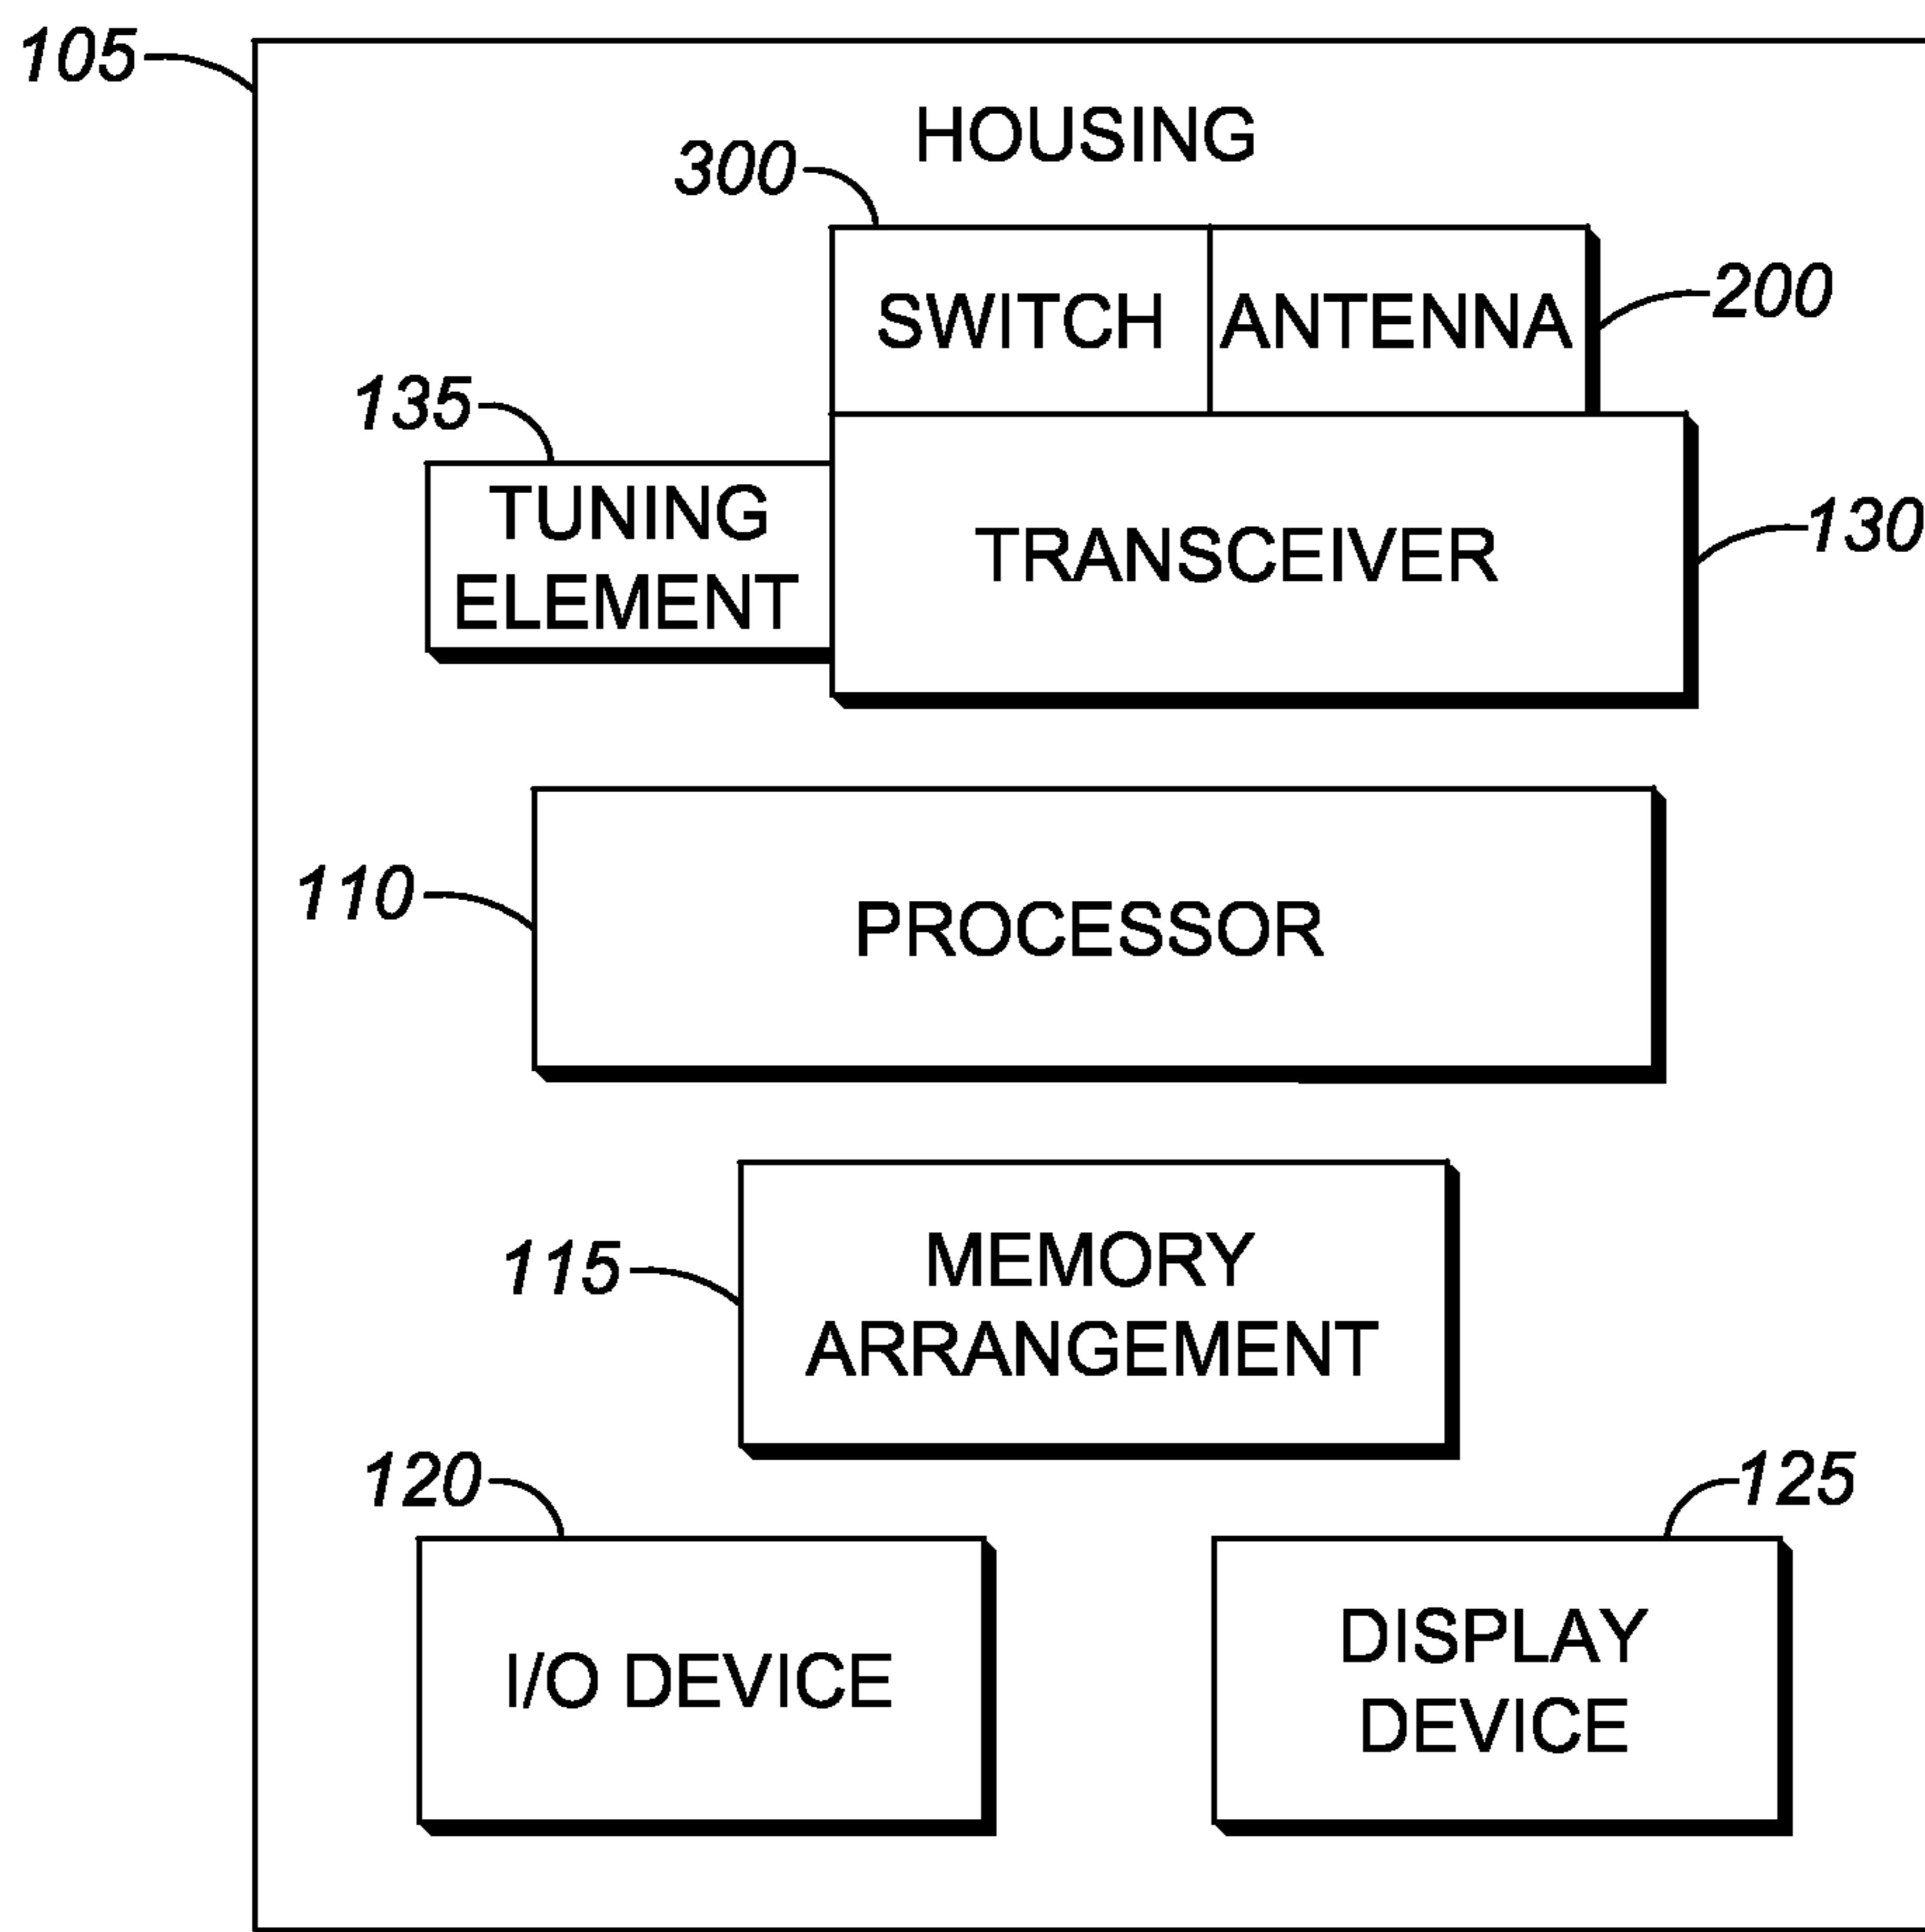 105
HOUSING
300
SWITCH
ANTENNA
200
135
TUNING
ELEMENT
TRANSCEIVER
130
110
PROCESSOR
115
MEMORY
ARRANGEMENT
120
125
I/O DEVICE
DISPLAY
DEVICE